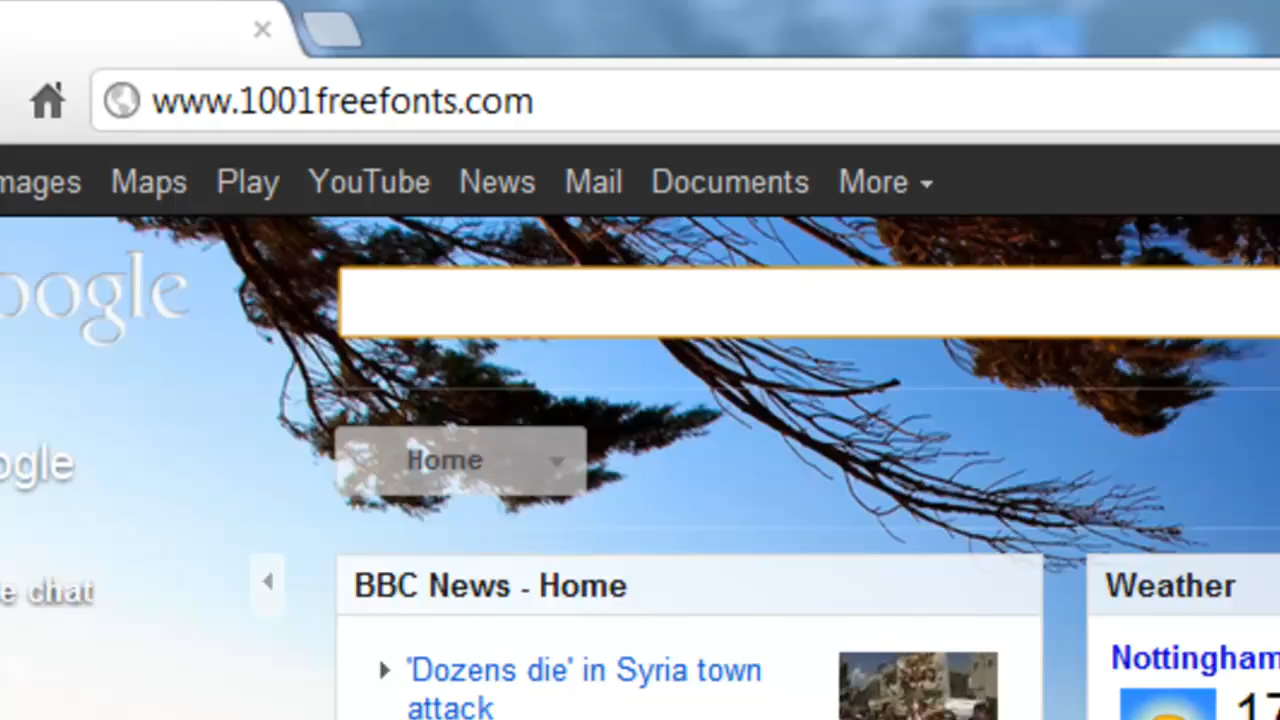 www.1001freefonts.com
mages Maps Play YouTube News Mail Documents More
oogle
Home
ogle
BBC News - Home
Weather
e chat
'Dozens die' in Syria town
attack
Nottingham
17